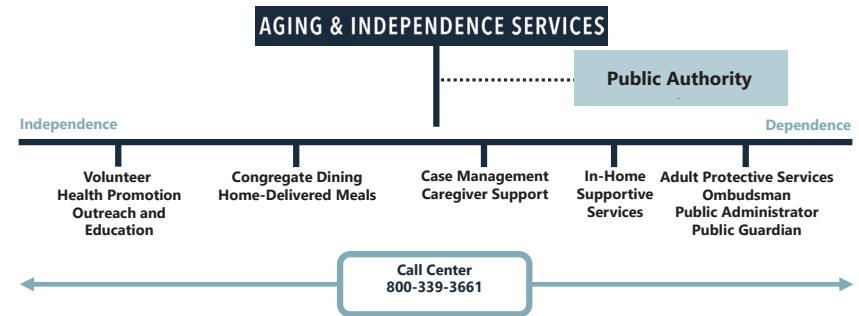 AGING & INDEPENDENCE SERVICES
Public Authority
Independence
Dependence
Volunteer
Health Promotion
Outreach and
Education
Congregate Dining
Home-Delivered Meals
Case Management
Caregiver Support
In-Home
Supportive
Services
Adult Protective Services
Ombudsman
Public Administrator
Public Guardian
Call Center
800-339-3661